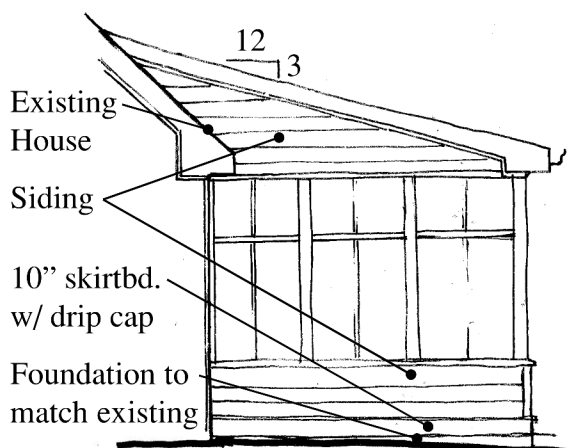 12
3
Existing
House
Siding
10” skirtbd.
w/ drip cap
Foundation to
match existing